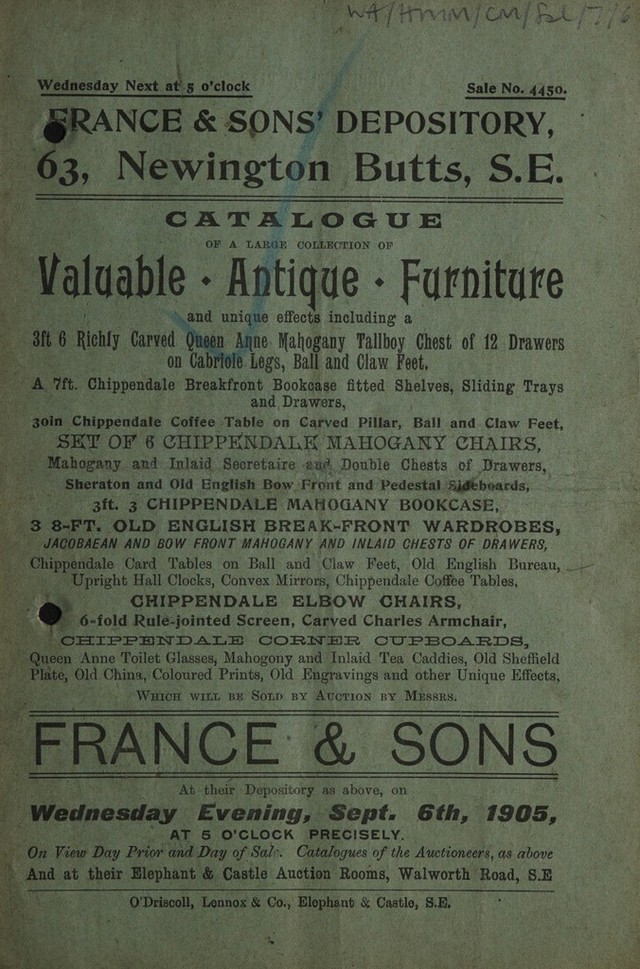 WA/HMM/CM/Sal/7/6
Wednesday Next at 5 o'clock
Sale No. 4450.
FRANCE & SONS' DEPOSITORY,
63, Newington Butts, S.E.
CATALOGUE
OF A LARGE COLLECTION OF
Valuable · Antique · Furniture
and unique effects including a
3ft 6 Richly Carved Queen Anne Mahogany Tallboy Chest of 12 Drawers
on Cabriole Legs, Ball and Claw Feet,
A 7ft. Chippendale Breakfront Bookcase fitted Shelves, Sliding Trays
and Drawers,
30in Chippendale Coffee Table on Carved Pillar, Ball and Claw Feet,
SET OF 6 CHIPPENDALE MAHOGANY CHAIRS,
Mahogany and Inlaid Secretaire and Double Chests of Drawers,
Sheraton and Old English Bow Front and Pedestal Sideboards,
3ft. 3 CHIPPENDALE MAHOGANY BOOKCASE,
3 8-FT. OLD ENGLISH BREAK-FRONT WARDROBES,
JACOBAEAN AND BOW FRONT MAHOGANY AND INLAID CHESTS OF DRAWERS,
Chippendale Card Tables on Ball and Claw Feet, Old English Bureau,
Upright Hall Clocks, Convex Mirrors, Chippendale Coffee Tables,
CHIPPENDALE ELBOW CHAIRS,
6-fold Rule-jointed Screen, Carved Charles Armchair,
CHIPPENDALE CORNER CUPBOARDS,
Queen Anne Toilet Glasses, Mahogony and Inlaid Tea Caddies, Old Sheffield
Plate, Old China, Coloured Prints, Old Engravings and other Unique Effects,
WHICH WILL BE SOLD BY AUCTION BY MESSRS.
FRANCE & SONS
At their Depository as above, on
Wednesday Evening, Sept. 6th, 1905,
AT 5 O'CLOCK PRECISELY.
On View Day Prior and Day of Sale. Catalogues of the Auctioneers, as above
And at their Elephant & Castle Auction Rooms, Walworth Road, S.E
O'Driscoll, Lennox & Co., Elephant & Castle, S.E.